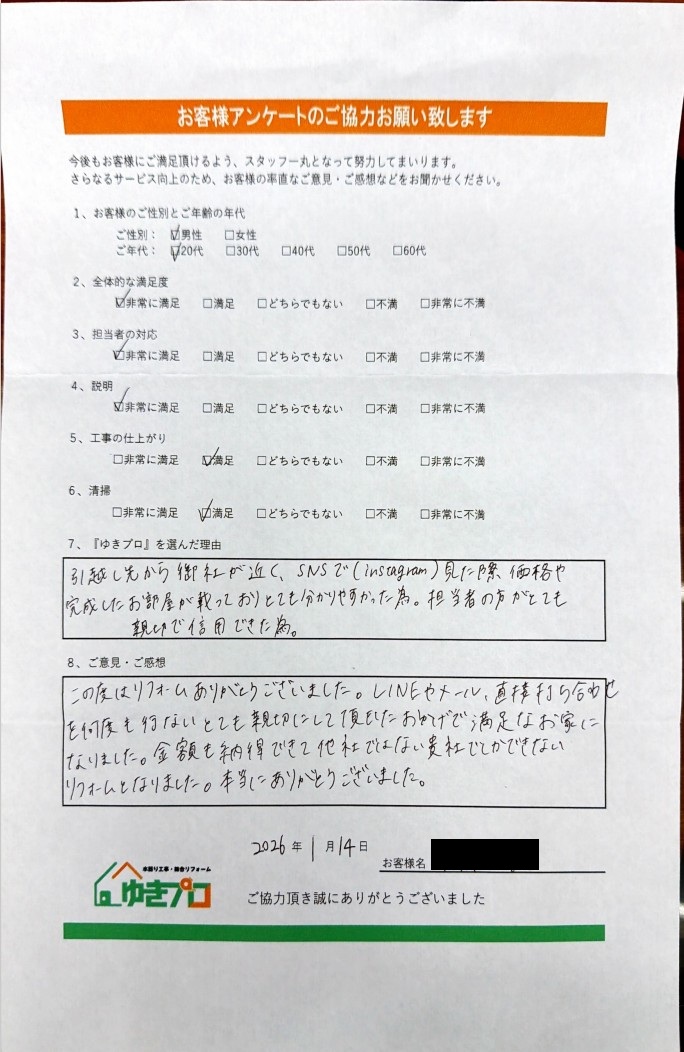 お客様アンケートのご協力お願い致します
今後もお客様にご満足頂けるよう、スタッフ一丸となって努力してまいります。
さらなるサービス向上のため、お客様の率直なご意見・ご感想などをお聞かせください。
1、お客様のご性別とご年齢の年代
ご性別： ☑男性 □女性
ご年代： ☑20代 □30代 □40代 □50代 □60代
2、全体的な満足度
☑非常に満足 □満足 □どちらでもない □不満 □非常に不満
3、担当者の対応
☑非常に満足 □満足 □どちらでもない □不満 □非常に不満
4、説明
☑非常に満足 □満足 □どちらでもない □不満 □非常に不満
5、工事の仕上がり
□非常に満足 ☑満足 □どちらでもない □不満 □非常に不満
6、清掃
□非常に満足 ☑満足 □どちらでもない □不満 □非常に不満
7、『ゆきプロ』を選んだ理由
引越し先から御社が近く、SNSで(instagram)見た際価格や
完成したお部屋が載っておりとても分かりやすかった為。担当者の方がとても
親切で信用できた為。
8、ご意見・ご感想
この度はリフォームありがとうございました。LINEやメール、直接打ち合わせ
を何度も行ないとても親切にして頂きたおかげで満足なお家に
なりました。金額も納得できて他社ではない貴社でしかできない
リフォームとなりました。本当にありがとうございました。
2026年1月14日
お客様名
水廻り工事・総合リフォーム
ゆきプロ
ご協力頂き誠にありがとうございました